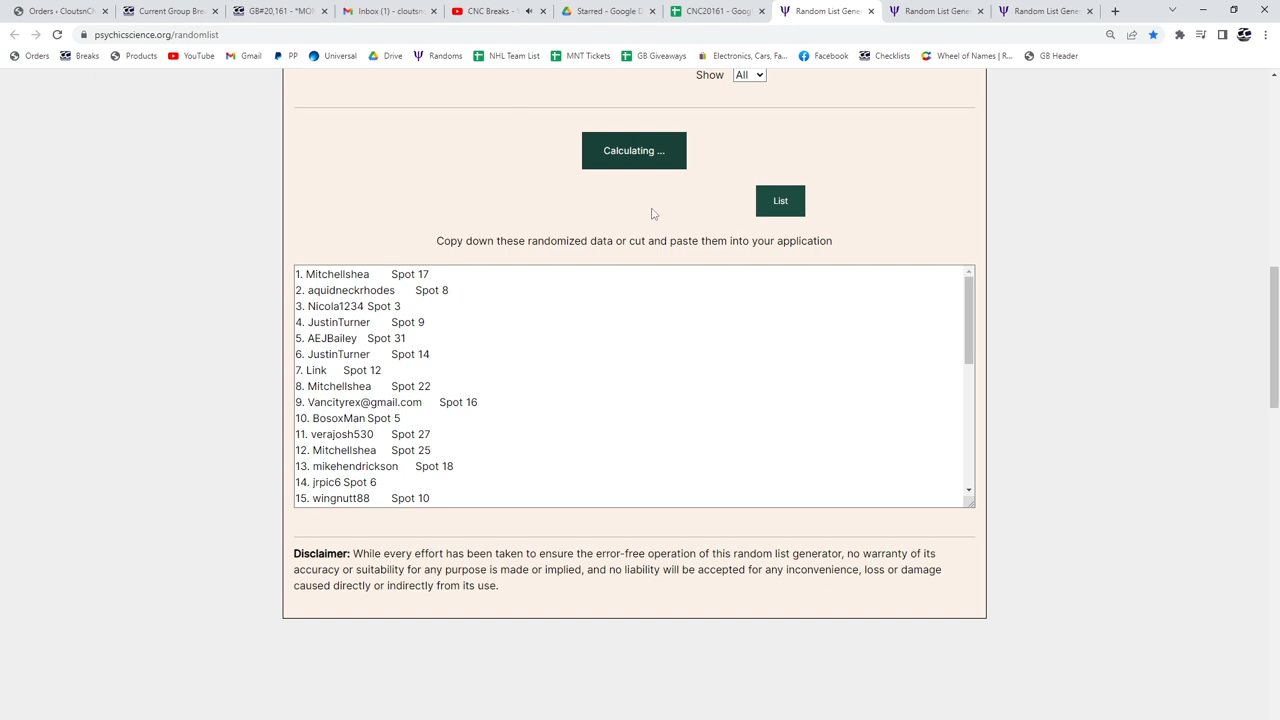 Orders ‹ CloutsnCh
Current Group Brea
GB#20,161 - *MON
Inbox (1) - cloutsn
CNC Breaks -
Starred - Google D
CNC20161 - Googl
Random List Gene
Random List Gene
Random List Gene
psychicscience.org/randomlist
Orders
Breaks
Products
YouTube
Gmail
PP
Universal
Drive
Randoms
NHL Team List
MNT Tickets
GB Giveaways
Electronics, Cars, Fa...
Facebook
Checklists
Wheel of Names | R...
GB Header
Show All
Calculating ...
List
Copy down these randomized data or cut and paste them into your application
1. Mitchellshea Spot 17
2. aquidneckrhodes Spot 8
3. Nicola1234 Spot 3
4. JustinTurner Spot 9
5. AEJBailey Spot 31
6. JustinTurner Spot 14
7. Link Spot 12
8. Mitchellshea Spot 22
9. Vancityrex@gmail.com Spot 16
10. BosoxMan Spot 5
11. verajosh530 Spot 27
12. Mitchellshea Spot 25
13. mikehendrickson Spot 18
14. jrpic6 Spot 6
15. wingnutt88 Spot 10
Disclaimer: While every effort has been taken to ensure the error-free operation of this random list generator, no warranty of its
accuracy or suitability for any purpose is made or implied, and no liability will be accepted for any inconvenience, loss or damage
caused directly or indirectly from its use.